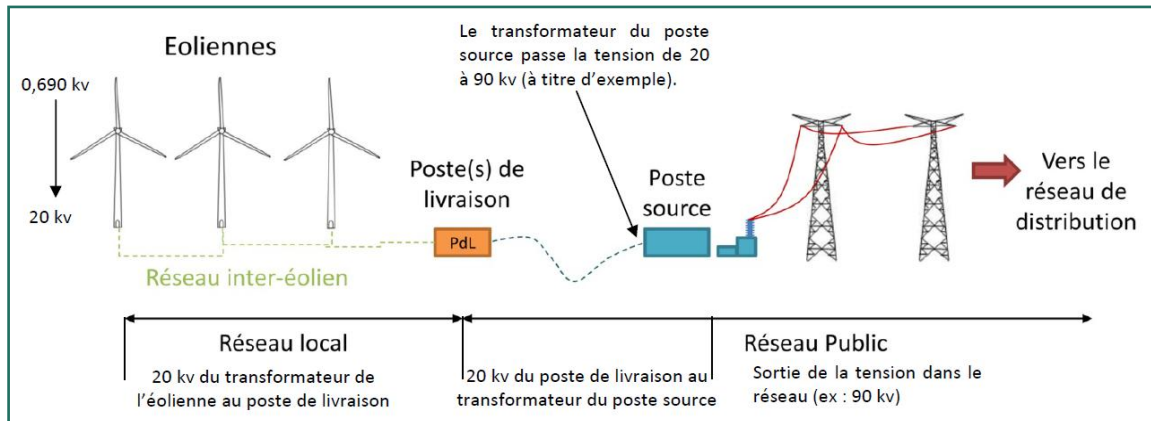 Eoliennes
0,690 kv
20 kv
Le transformateur du poste
source passe la tension de 20
à 90 kv (à titre d’exemple).
Poste(s) de
livraison
PdL
Poste
source
Vers le
réseau de
distribution
Réseau inter-éolien
Réseau local
Réseau Public
20 kv du transformateur de
l’éolienne au poste de livraison
20 kv du poste de livraison au
transformateur du poste source
Sortie de la tension dans le
réseau (ex : 90 kv)